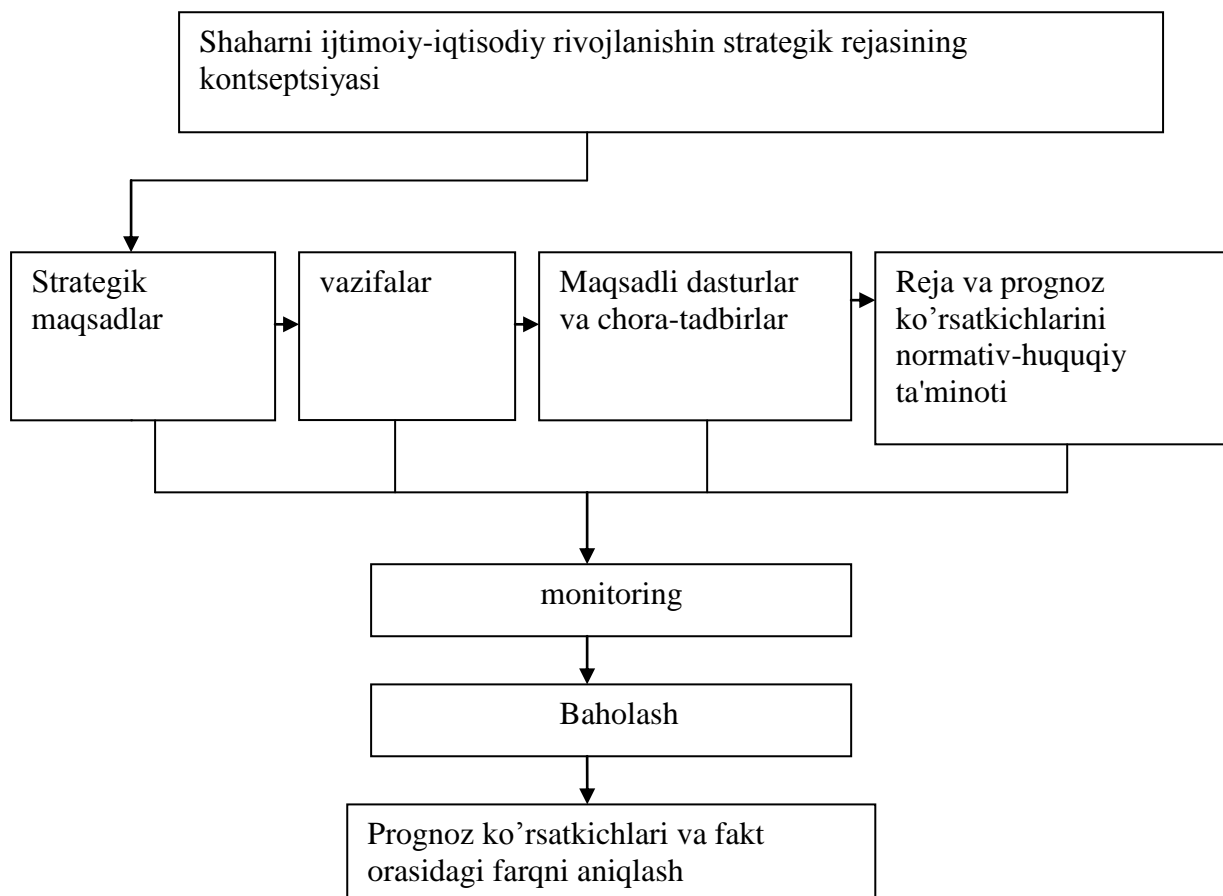 Shaharni ijtimoiy-iqtisodiy rivojlanishin strategik rejasining
kontseptsiyasi
Strategik
maqsadlar
vazifalar
Maqsadli dasturlar
va chora-tadbirlar
Reja va prognoz
ko’rsatkichlarini
normativ-huquqiy
ta'minoti
monitoring
Baholash
Prognoz ko’rsatkichlari va fakt
orasidagi farqni aniqlash